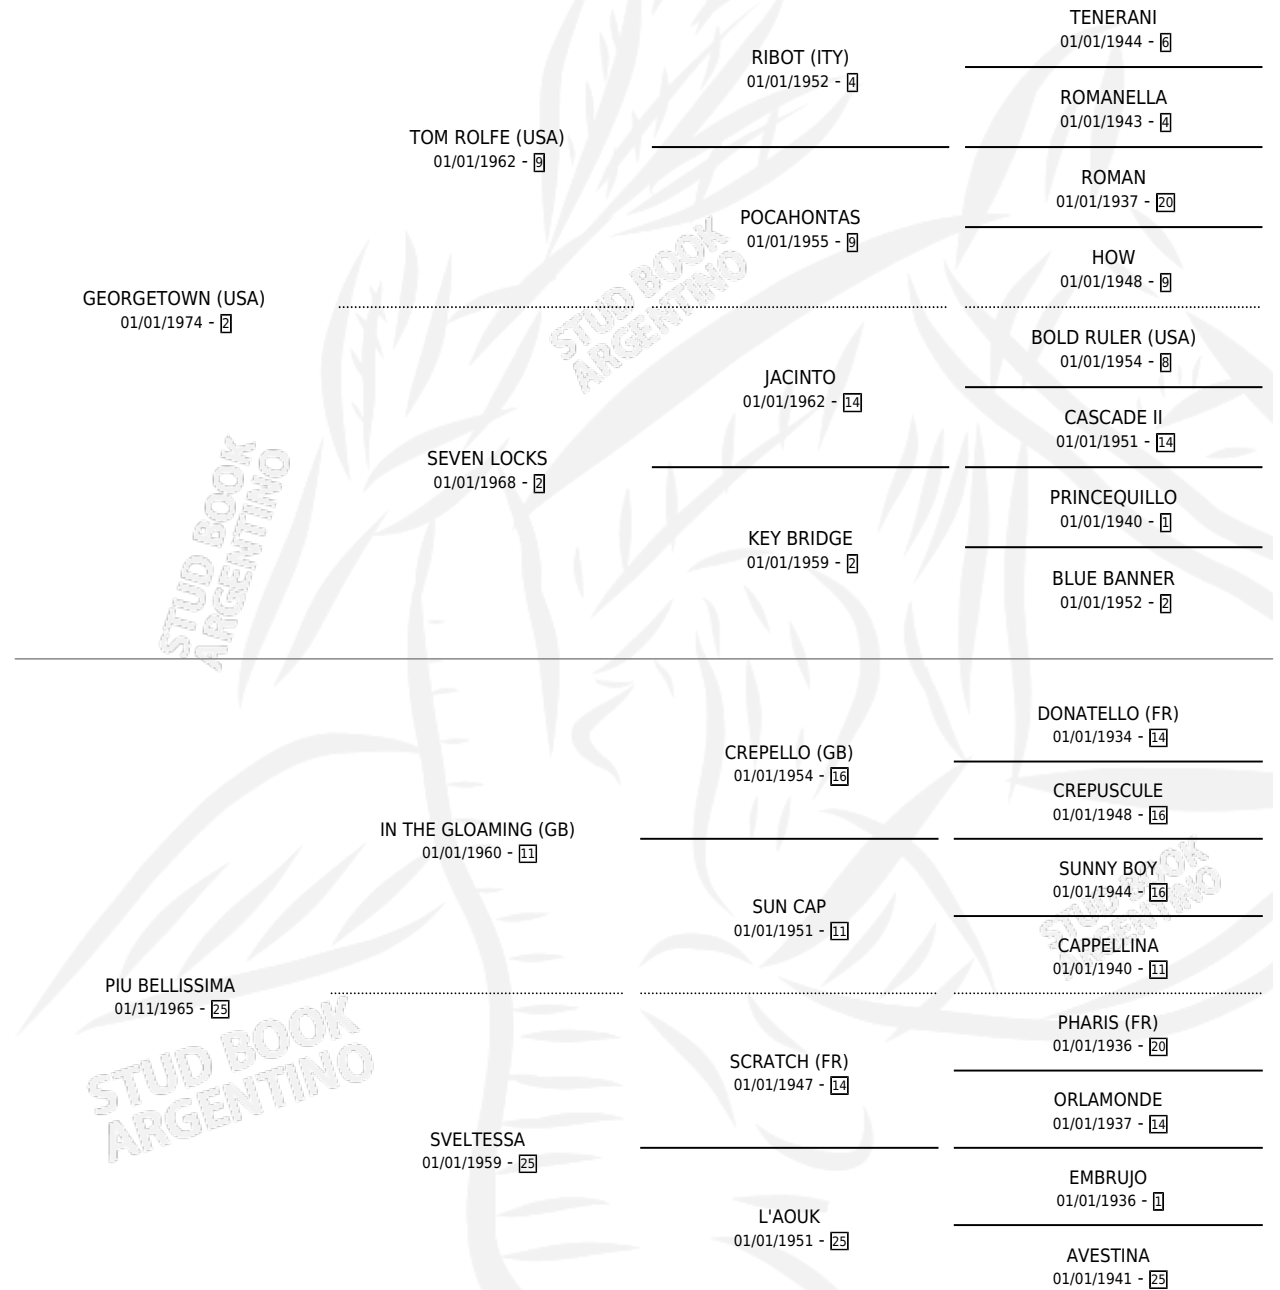 TENERANI
01/01/1944 - 6
RIBOT (ITY)
01/01/1952 - 4
ROMANELLA
01/01/1943 - 4
TOM ROLFE (USA)
01/01/1962 - 9
ROMAN
01/01/1937 - 20
POCAHONTAS
01/01/1955 - 9
HOW
01/01/1948 - 9
GEORGETOWN (USA)
01/01/1974 - 2
STUD BOOK
ARGENTINO
BOLD RULER (USA)
01/01/1954 - 8
JACINTO
01/01/1962 - 14
CASCADE II
01/01/1951 - 14
SEVEN LOCKS
01/01/1968 - 2
PRINCEQUILLO
01/01/1940 - 1
KEY BRIDGE
01/01/1959 - 2
BLUE BANNER
01/01/1952 - 2
STUD BOOK
ARGENTINO
DONATELLO (FR)
01/01/1934 - 14
CREPELLO (GB)
01/01/1954 - 16
CREPUSCULE
01/01/1948 - 16
IN THE GLOAMING (GB)
01/01/1960 - 11
SUNNY BOY
01/01/1944 - 16
SUN CAP
01/01/1951 - 11
STUD BOOK
ARGENTINO
CAPPELLINA
01/01/1940 - 11
PIU BELLISSIMA
01/11/1965 - 25
PHARIS (FR)
01/01/1936 - 20
SCRATCH (FR)
01/01/1947 - 14
STUD BOOK
ARGENTINO
ORLAMONDE
01/01/1937 - 14
SVELTESSA
01/01/1959 - 25
EMBRUJO
01/01/1936 - 1
L'AOUK
01/01/1951 - 25
AVESTINA
01/01/1941 - 25